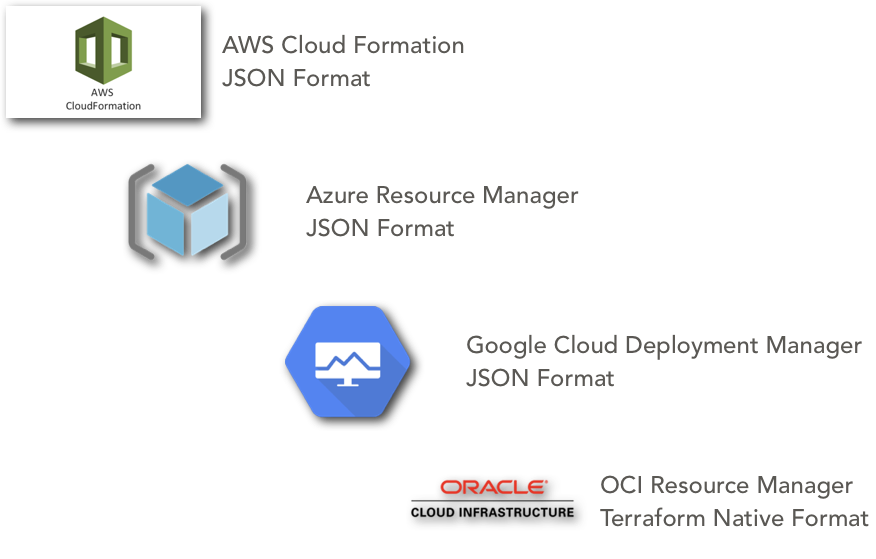 AWS
CloudFormation
AWS Cloud Formation
JSON Format
Azure Resource Manager
JSON Format
Google Cloud Deployment Manager
JSON Format
ORACLE®
CLOUD INFRASTRUCTURE
OCI Resource Manager
Terraform Native Format